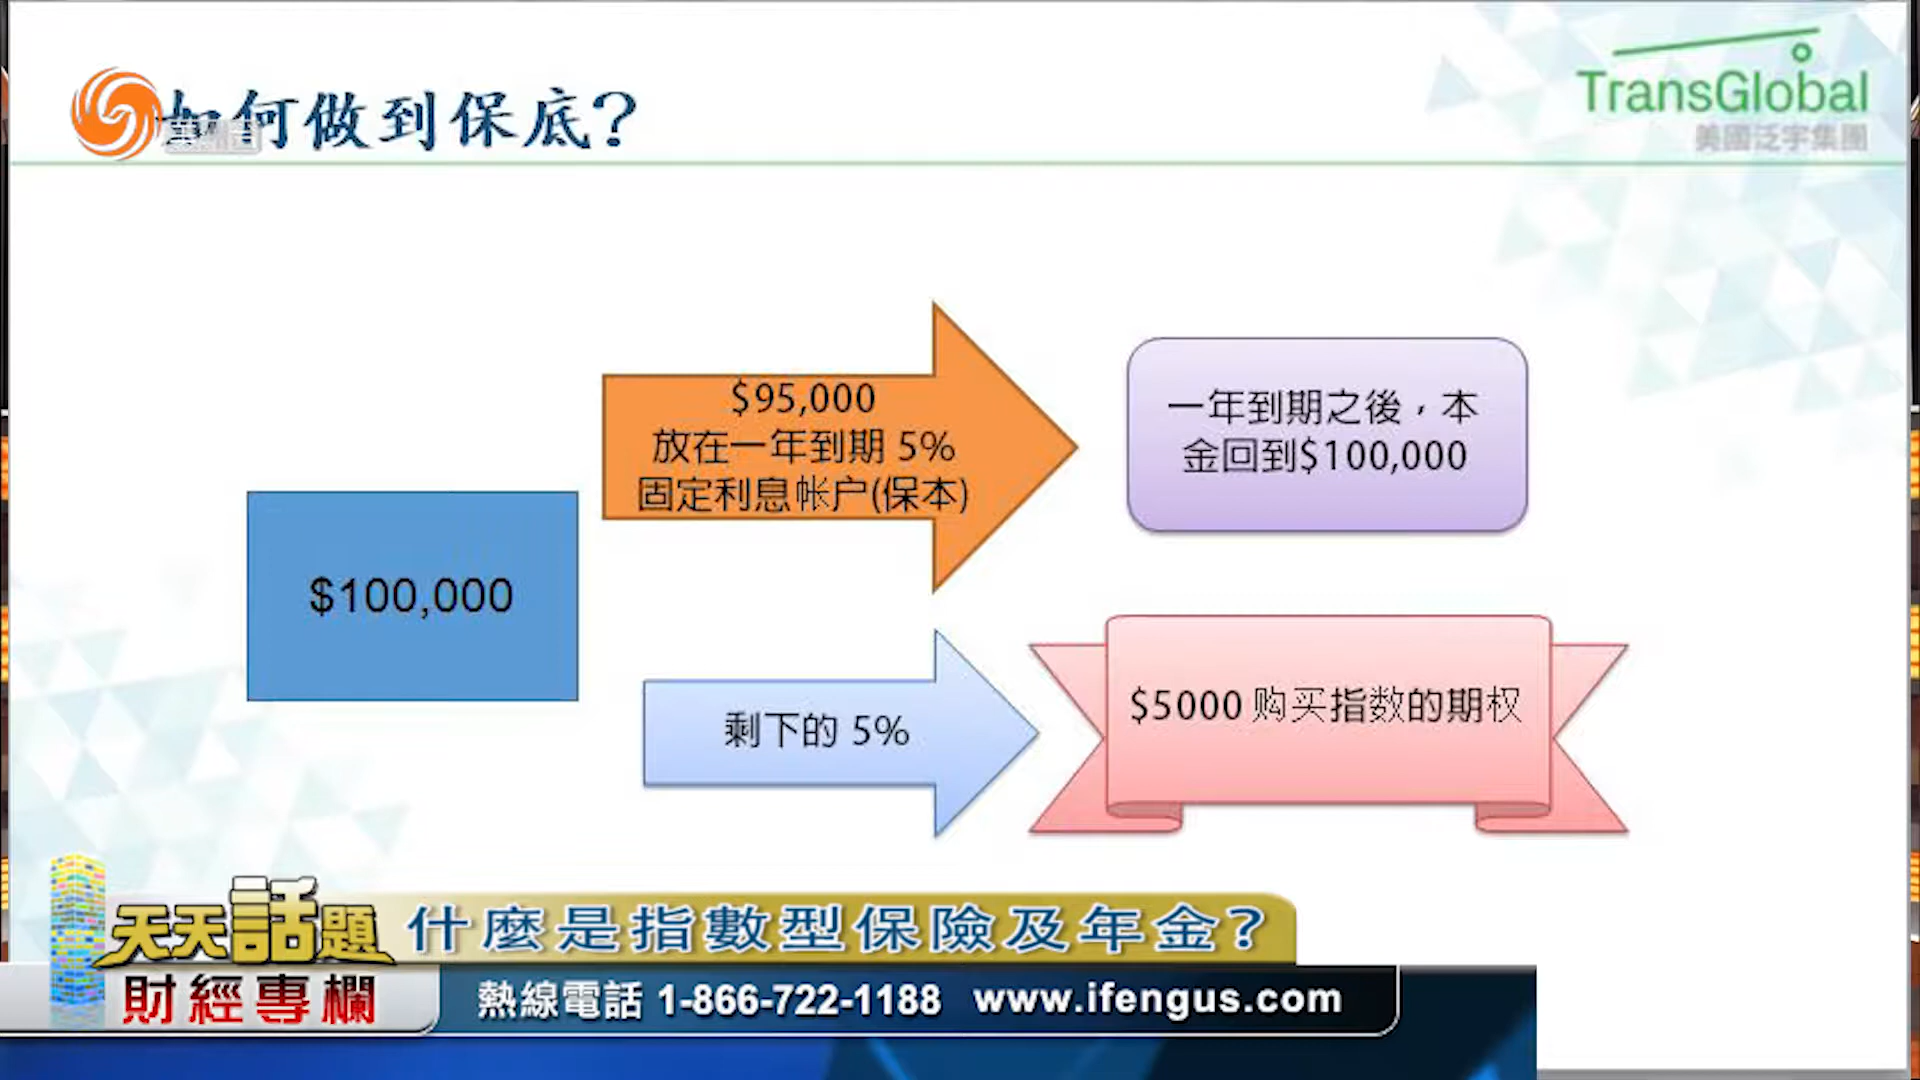 如何做到保底?
TransGlobal
美國泛宇集團
$95,000
放在一年到期 5%
固定利息帐户(保本)
一年到期之後，本
金回到$100,000
$100,000
剩下的 5%
$5000 购买指数的期权
天天話題
什麼是指數型保險及年金?
財經專欄
熱線電話 1-866-722-1188 www.ifengus.com